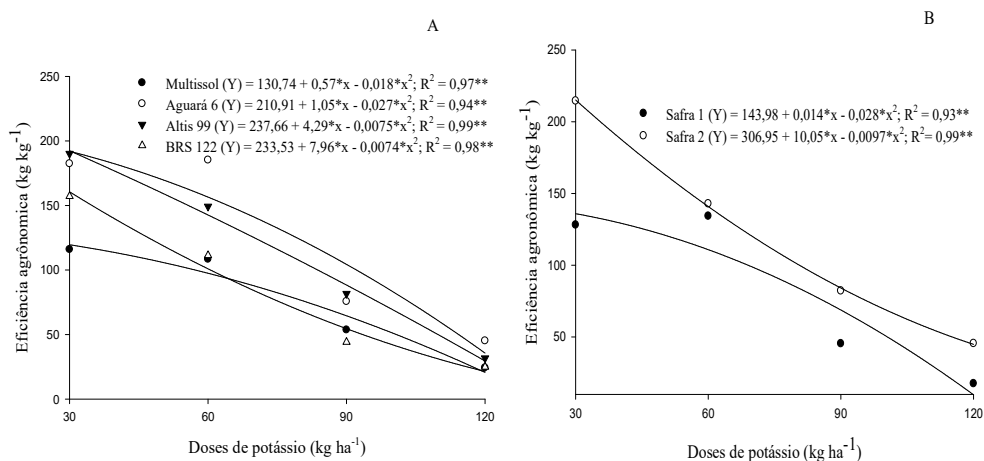 A
Multissol (Y) = 130,74 + 0,57*x - 0,018*x²; R² = 0,97**
Aguará 6 (Y) = 210,91 + 1,05*x - 0,027*x²; R² = 0,94**
Altis 99 (Y) = 237,66 + 4,29*x - 0,0075*x²; R² = 0,99**
BRS 122 (Y) = 233,53 + 7,96*x - 0,0074*x²; R² = 0,98**
Eficiência agrônomica (kg kg⁻¹)
250
200
150
100
50
0
30 60 90 120
Doses de potássio (kg ha⁻¹)
B
Safra 1 (Y) = 143,98 + 0,014*x - 0,028*x²; R² = 0,93**
Safra 2 (Y) = 306,95 + 10,05*x - 0,0097*x²; R² = 0,99**
Eficiência agronômica (kg kg⁻¹)
250
200
150
100
50
30 60 90 120
Doses de potássio (kg ha⁻¹)